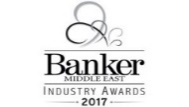 Banker
MIDDLE EAST
INDUSTRY AWARDS
2017